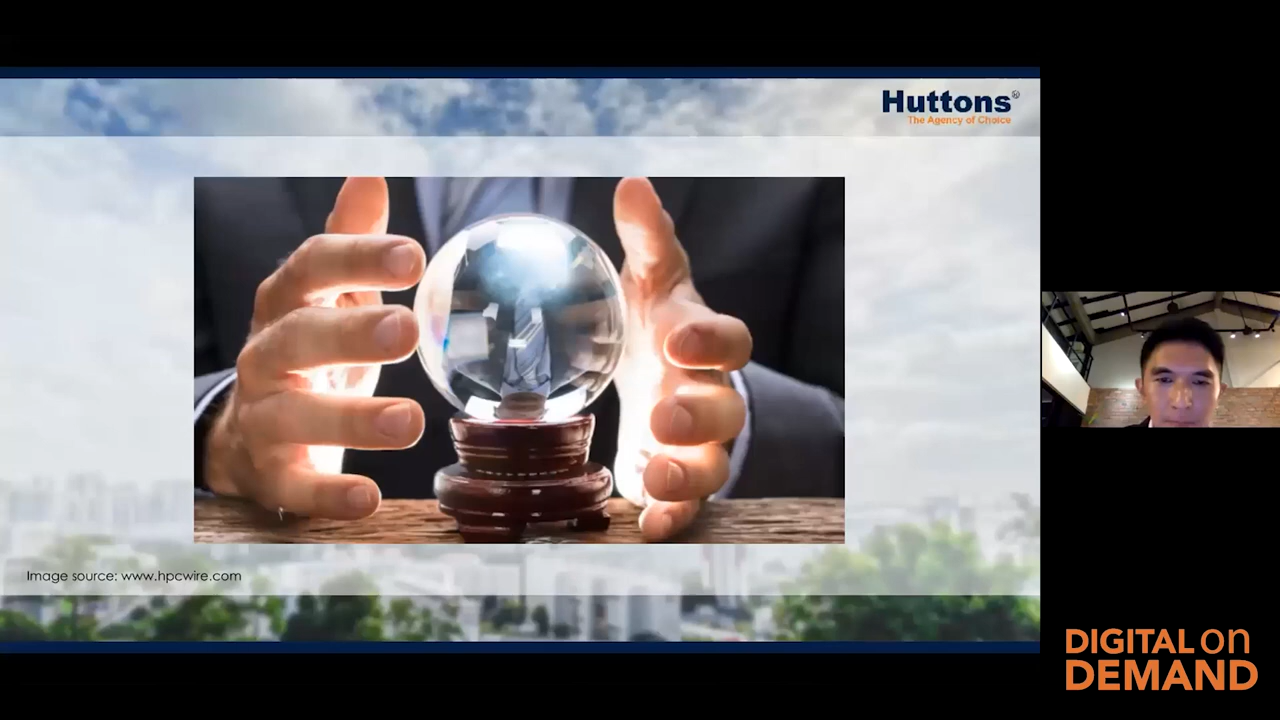 Huttons®
The Agency of Choice
Image source: www.hpcwire.com
DIGITAL on
DEMAND